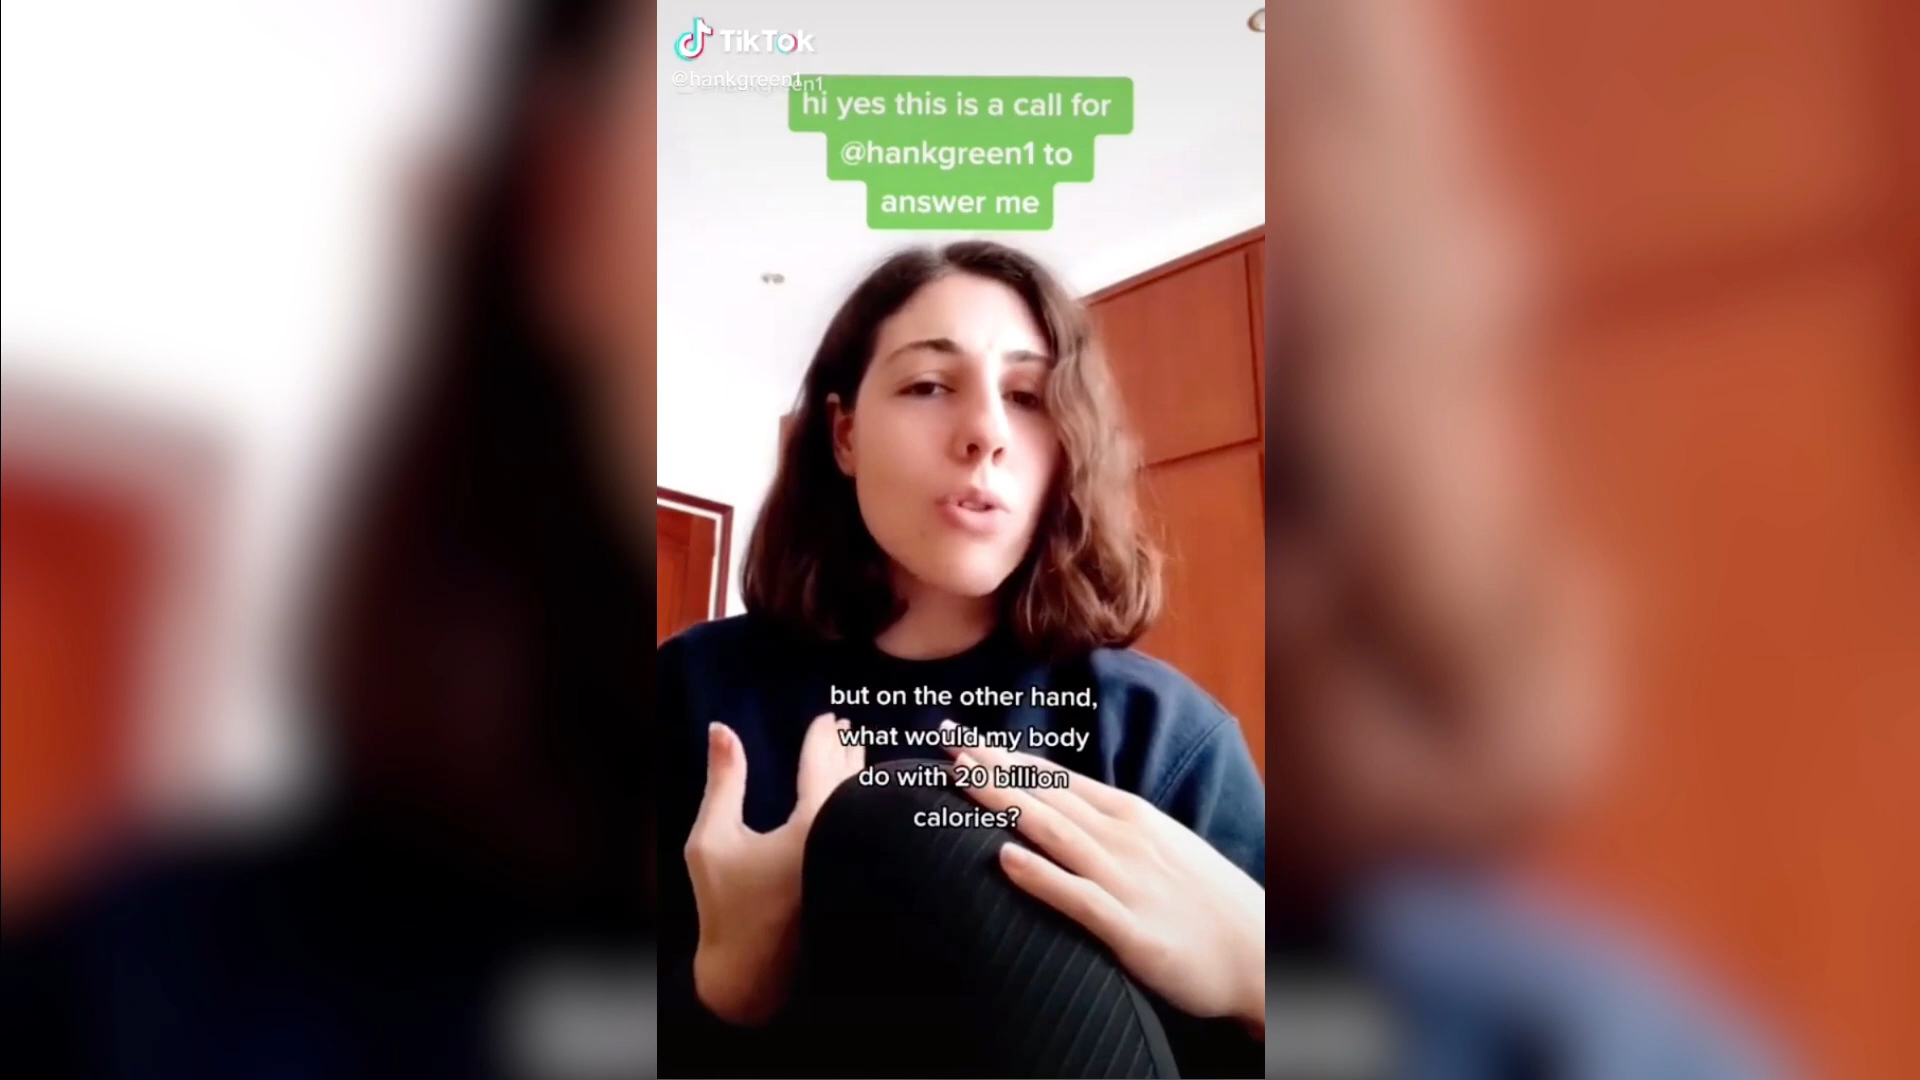 TikTok
@hankgreen1
hi yes this is a call for
@hankgreen1 to
answer me
but on the other hand,
what would my body
do with 20 billion
calories?